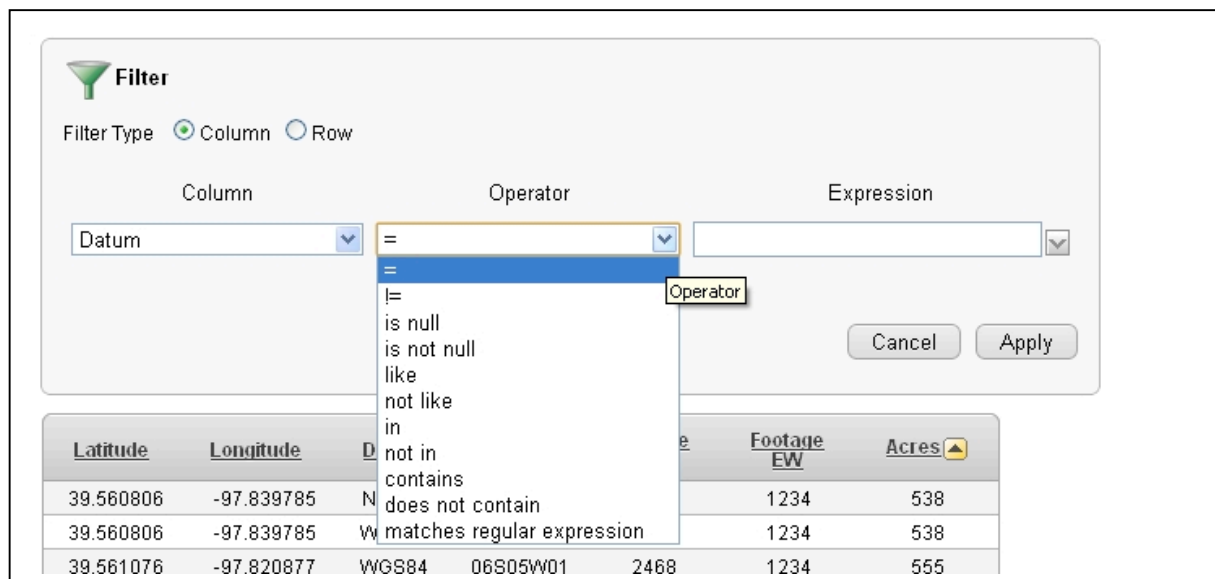 Filter
Filter Type Column Row
Column Operator Expression
Datum =
=
Operator
!=
is null
is not null
Cancel Apply
like
not like
in
not in
contains
does not contain
matches regular expression
Latitude Longitude D e Footage EW Acres
39.560806 -97.839785 N 1234 538
39.560806 -97.839785 W 1234 538
39.561076 -97.820877 WGS84 06S05W01 2468 1234 555